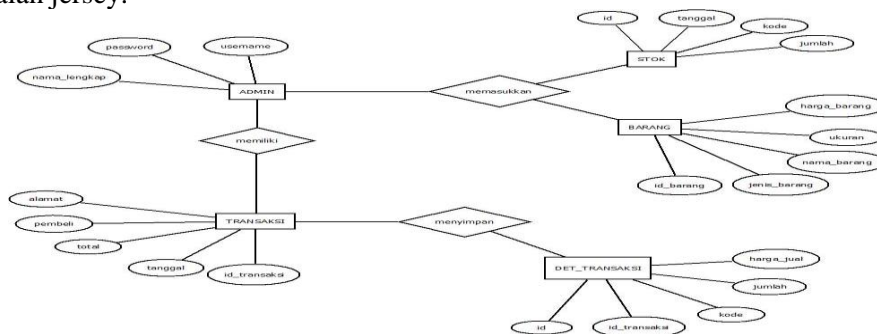 alan jersey.
id
tanggal
kode
jumlah
STOK
password
username
nama_lengkap
ADMIN
memasukkan
harga_barang
BARANG
ukuran
nama_barang
id_barang
jenis_barang
memiliki
alamat
pembeli
TRANSAKSI
total
tanggal
id_transaksi
menyimpan
harga_jual
DET_TRANSAKSI
jumlah
kode
id
id_transaksi